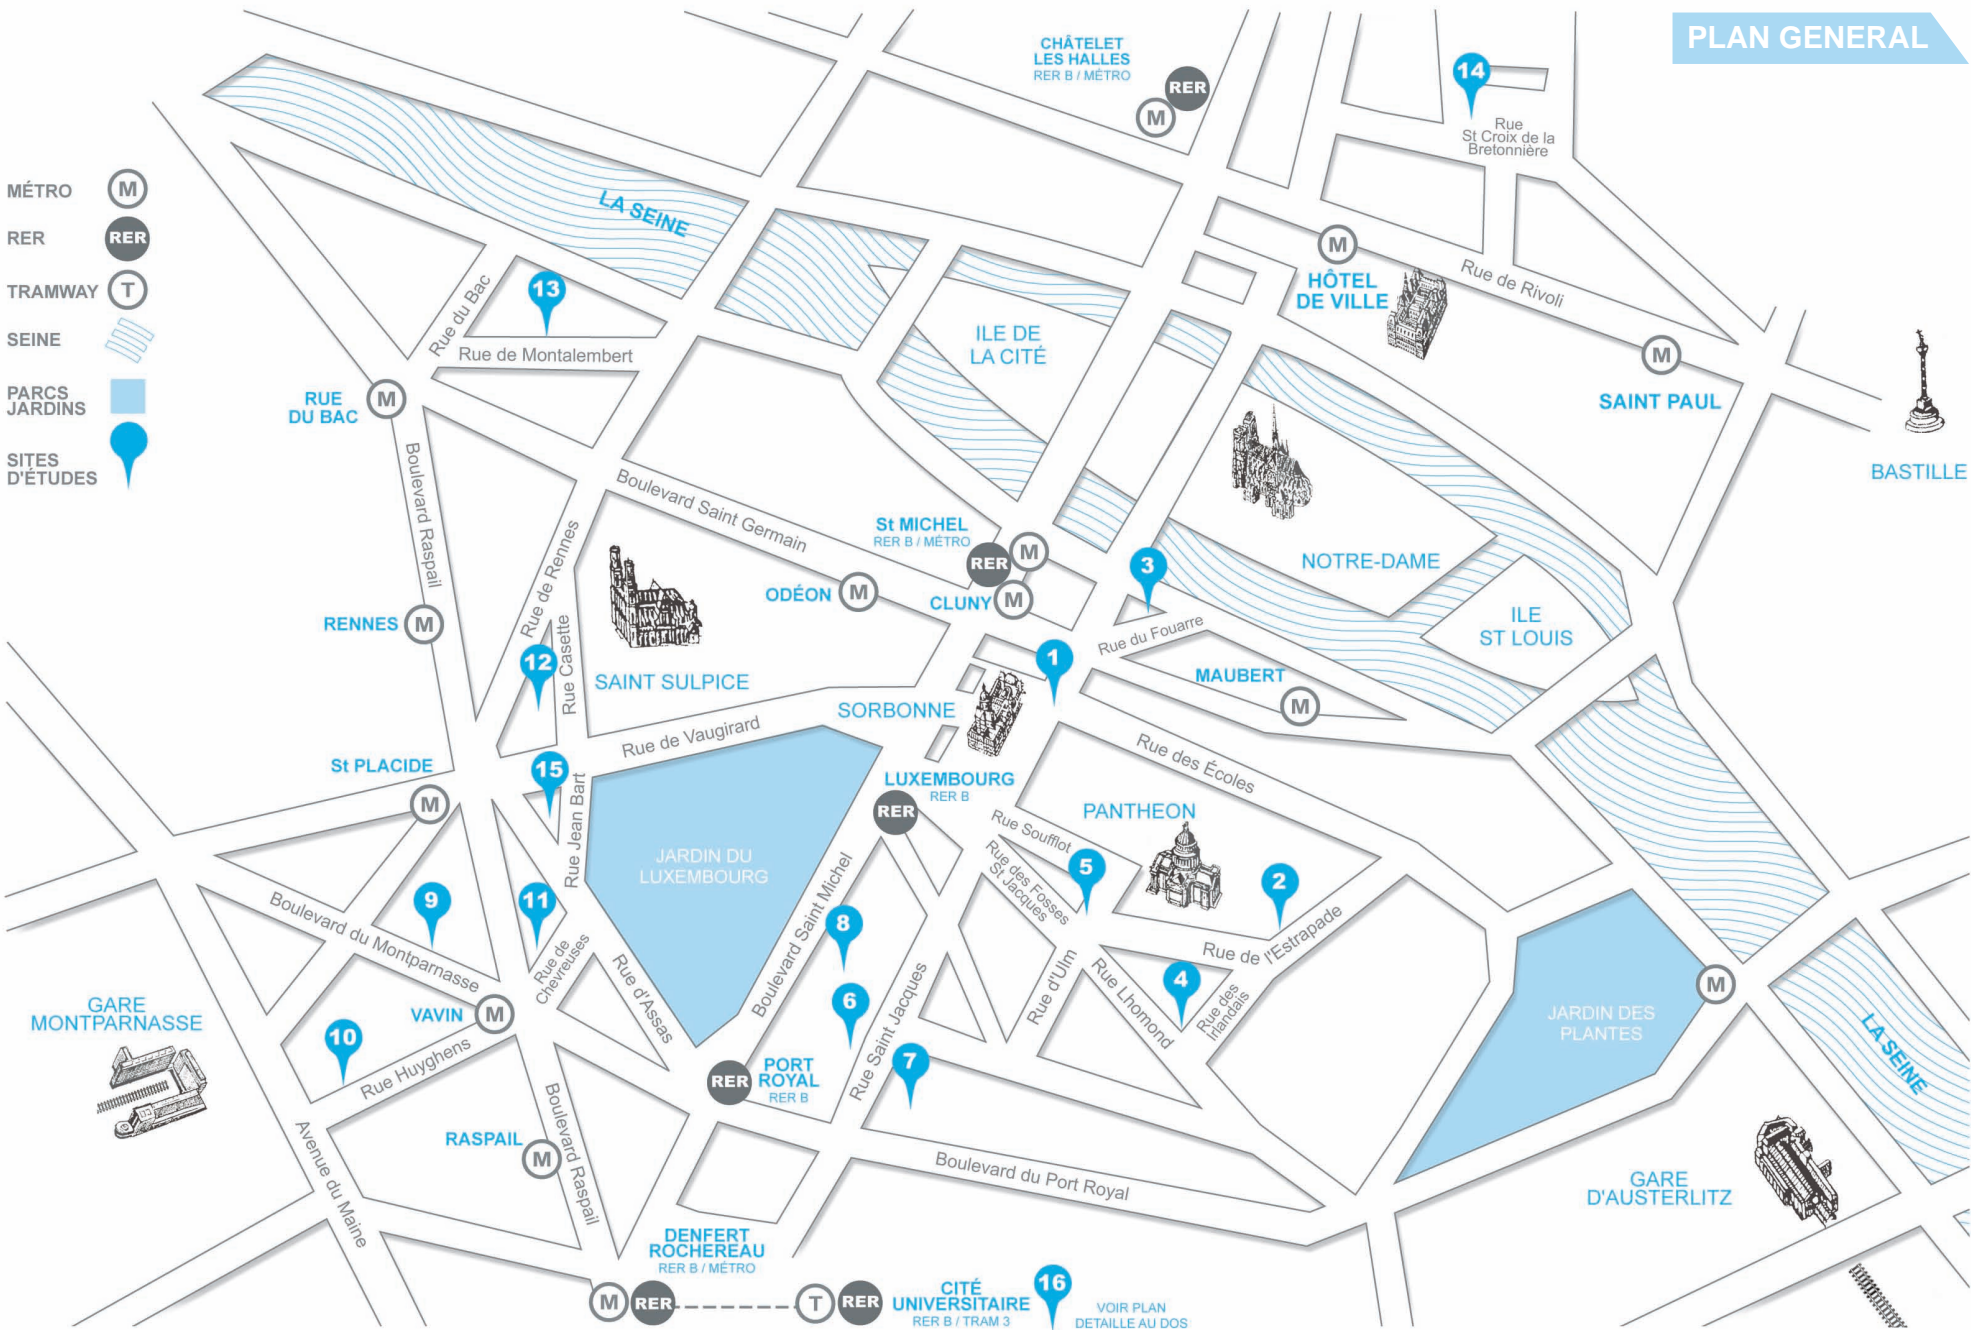 PLAN GENERAL
CHÂTELET
LES HALLES
RER B / MÉTRO
RER
M
14
Rue
St Croix de la
Bretonnière
MÉTRO
M
RER
RER
TRAMWAY
T
SEINE
PARCS
JARDINS
SITES
D'ÉTUDES
LA SEINE
M
HÔTEL
DE VILLE
Rue de Rivoli
M
SAINT PAUL
BASTILLE
Rue du Bac
13
Rue de Montalembert
RUE
DU BAC
M
ILE DE
LA CITÉ
Boulevard Raspail
Boulevard Saint Germain
St MICHEL
RER B / MÉTRO
RER
M
ODÉON
M
CLUNY
M
3
NOTRE-DAME
ILE
ST LOUIS
Rue de Rennes
RENNES
M
12
Rue Casette
SAINT SULPICE
Rue du Fouarre
1
MAUBERT
M
SORBONNE
Rue de Vaugirard
Rue des Écoles
St PLACIDE
M
15
Rue Jean Bart
LUXEMBOURG
RER B
RER
PANTHEON
Rue Soufflot
JARDIN DU
LUXEMBOURG
Rue des Fosses
St Jacques
5
2
Boulevard Saint Michel
9
11
8
Boulevard du Montparnasse
Rue de
Chevreuses
Rue d'Assas
Rue de l'Estrapade
Rue d'Ulm
Rue Lhomond
4
Rue des
Irlandais
GARE
MONTPARNASSE
VAVIN
M
10
Rue Huyghens
6
Rue Saint Jacques
7
M
JARDIN DES
PLANTES
LA SEINE
RER
PORT
ROYAL
RER B
RASPAIL
M
Boulevard Raspail
Avenue du Maine
Boulevard du Port Royal
GARE
D'AUSTERLITZ
DENFERT
ROCHEREAU
RER B / MÉTRO
M
RER
T
RER
CITÉ
UNIVERSITAIRE
RER B / TRAM 3
16
VOIR PLAN
DETAILLE AU DOS